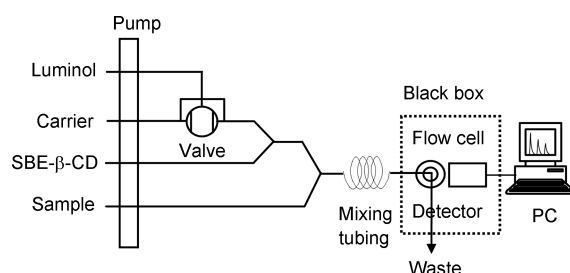 Pump
Luminol
Carrier
Valve
SBE-β-CD
Sample
Mixing
tubing
Black box
Flow cell
Detector
PC
Waste